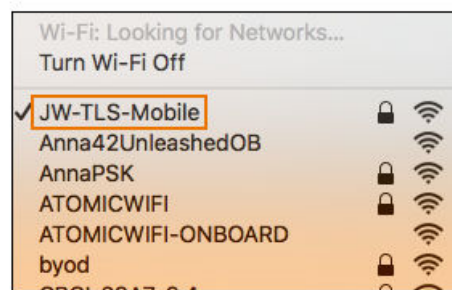 Wi-Fi: Looking for Networks...
Turn Wi-Fi Off
JW-TLS-Mobile
Anna42UnleashedOB
AnnaPSK
ATOMICWIFI
ATOMICWIFI-ONBOARD
byod